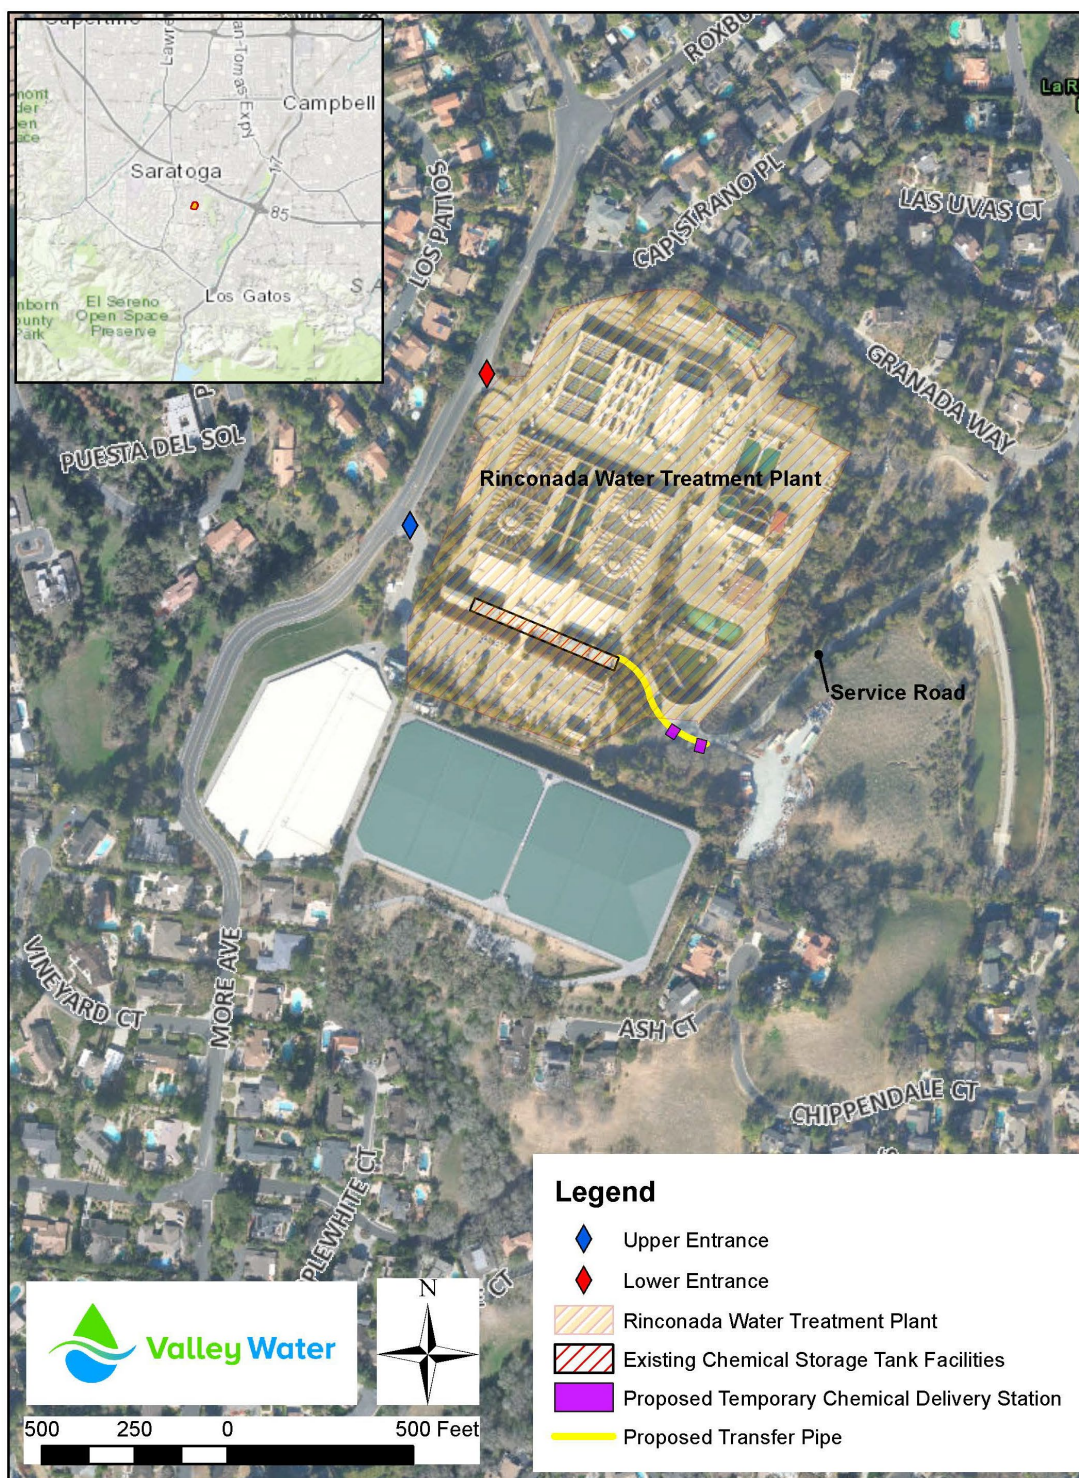 Campbell
Saratoga
17
85
Los Gatos
El Sereno
Open Space
Preserve
ROXBU
LOS PATIOS
CAPISTRANO PL
LAS UVAS CT
GRANADA WAY
PUESTA DEL SOL
Rinconada Water Treatment Plant
Service Road
VINEYARD CT
MORE AVE
ASH CT
CHIPPENDALE CT
PLEWHITE CT
CT
Legend
Upper Entrance
Lower Entrance
Rinconada Water Treatment Plant
Existing Chemical Storage Tank Facilities
Proposed Temporary Chemical Delivery Station
Proposed Transfer Pipe
Valley Water
N
500 250 0 500 Feet